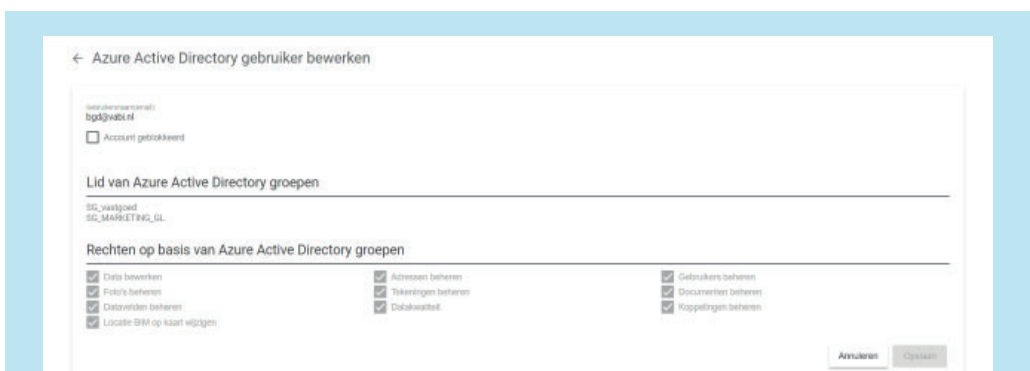 ← Azure Active Directory gebruiker bewerken
Gebruikersnaam(email)
bgd@vabi.nl
Account geblokkeerd
Lid van Azure Active Directory groepen
SG_vastgoed
SG_MARKETING_GL
Rechten op basis van Azure Active Directory groepen
Data bewerken Adressen beheren Gebruikers beheren
Foto's beheren Tekeningen beheren Documenten beheren
Datavelden beheren Datakwaliteit Koppelingen beheren
Locatie BIM op kaart wijzigen
Annuleren Opslaan